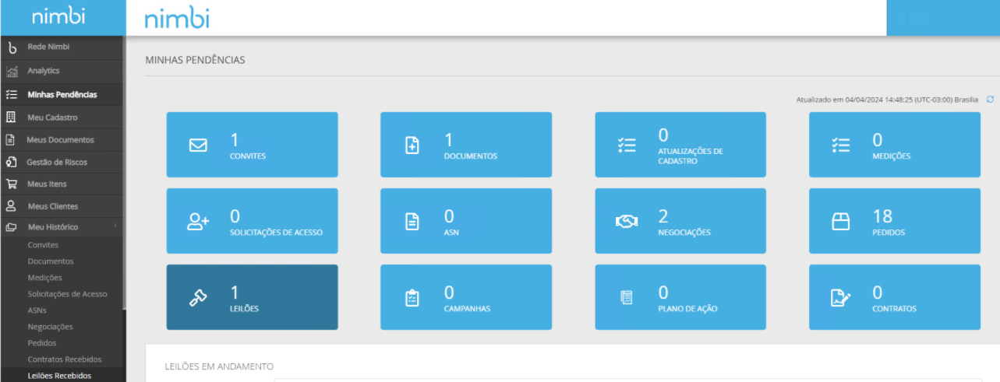 nimbi
nimbi
Rede Nimbi
Analytics
Minhas Pendências
Meu Cadastro
Meus Documentos
Gestão de Riscos
Meus Itens
Meus Clientes
Meu Histórico
Convites
Documentos
Medições
Solicitações de Acesso
ASNs
Negociações
Pedidos
Contratos Recebidos
Leilões Recebidos
MINHAS PENDÊNCIAS
Atualizado em 04/04/2024 14:48:25 (UTC-03:00) Brasília
1
CONVITES
1
DOCUMENTOS
0
ATUALIZAÇÕES DE
CADASTRO
0
MEDIÇÕES
0
SOLICITAÇÕES DE ACESSO
0
ASN
2
NEGOCIAÇÕES
18
PEDIDOS
1
LEILÕES
0
CAMPANHAS
0
PLANO DE AÇÃO
0
CONTRATOS
LEILÕES EM ANDAMENTO